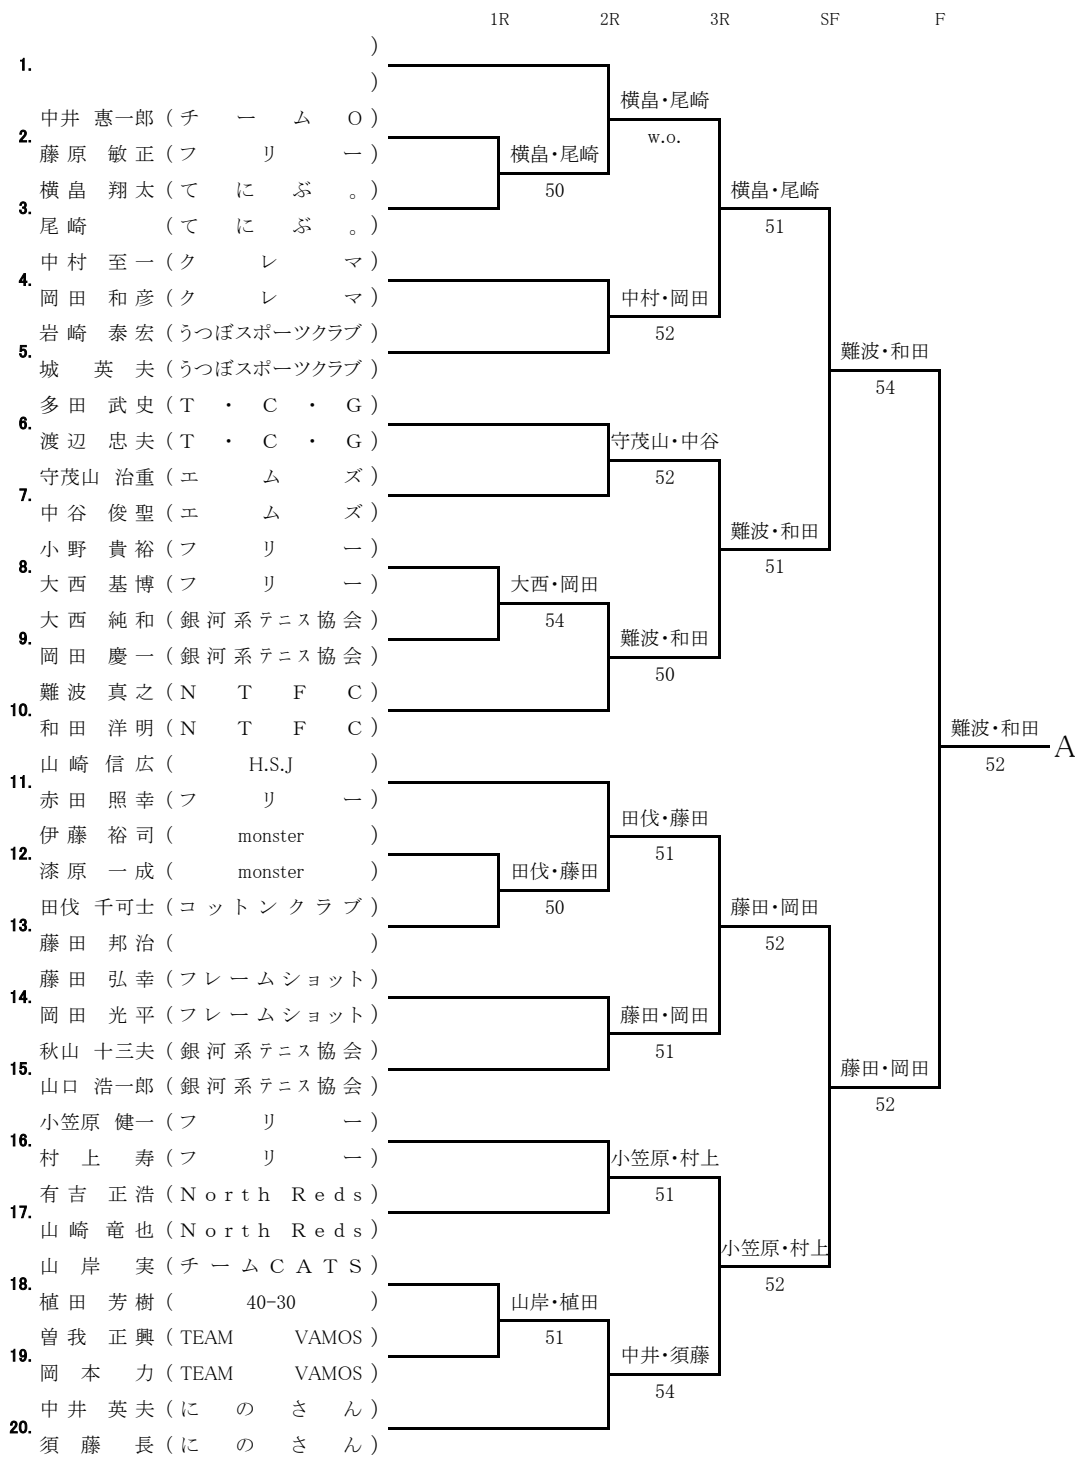 1R 2R 3R SF F
)
1.
)
中井 惠一郎 (チームO)
2.
藤原 敏正 (フリー)
横畠 翔太 (てにぶ。)
3.
尾崎 (てにぶ。)
中村 至一 (クレマ)
4.
岡田 和彦 (クレマ)
岩崎 泰宏 (うつぼスポーツクラブ)
5.
城 英夫 (うつぼスポーツクラブ)
多田 武史 (T・C・G)
6.
渡辺 忠夫 (T・C・G)
守茂山 治重 (エムズ)
7.
中谷 俊聖 (エムズ)
小野 貴裕 (フリー)
8.
大西 基博 (フリー)
大西 純和 (銀河系テニス協会)
9.
岡田 慶一 (銀河系テニス協会)
難波 真之 (NTFC)
10.
和田 洋明 (NTFC)
山崎 信広 (H.S.J)
11.
赤田 照幸 (フリー)
伊藤 裕司 (monster)
12.
漆原 一成 (monster)
田伐 千可士 (コットンクラブ)
13.
藤田 邦治 ( )
藤田 弘幸 (フレームショット)
14.
岡田 光平 (フレームショット)
秋山 十三夫 (銀河系テニス協会)
15.
山口 浩一郎 (銀河系テニス協会)
小笠原 健一 (フリー)
16.
村上 寿 (フリー)
有吉 正浩 (North Reds)
17.
山崎 竜也 (North Reds)
山岸 実 (チームCATS)
18.
植田 芳樹 (40-30)
曽我 正興 (TEAM VAMOS)
19.
岡本 力 (TEAM VAMOS)
中井 英夫 (にのさん)
20.
須藤 長 (にのさん)
横畠・尾崎
50
大西・岡田
54
田伐・藤田
50
山岸・植田
51
横畠・尾崎
w.o.
中村・岡田
52
守茂山・中谷
52
難波・和田
50
田伐・藤田
51
藤田・岡田
51
小笠原・村上
51
中井・須藤
54
横畠・尾崎
51
難波・和田
51
藤田・岡田
52
小笠原・村上
52
難波・和田
54
藤田・岡田
52
難波・和田
52
A